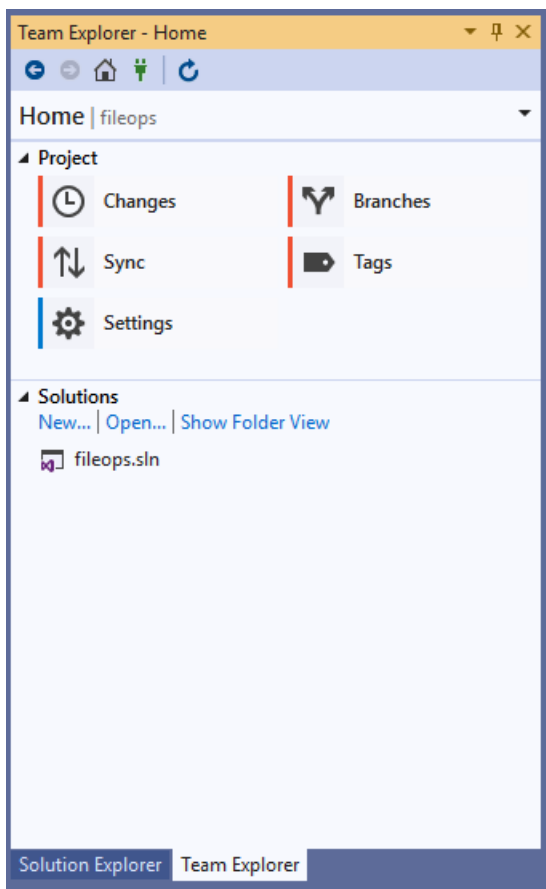 Team Explorer - Home
Home | fileops
Project
Changes
Branches
Sync
Tags
Settings
Solutions
New... | Open... | Show Folder View
fileops.sln
Solution Explorer
Team Explorer